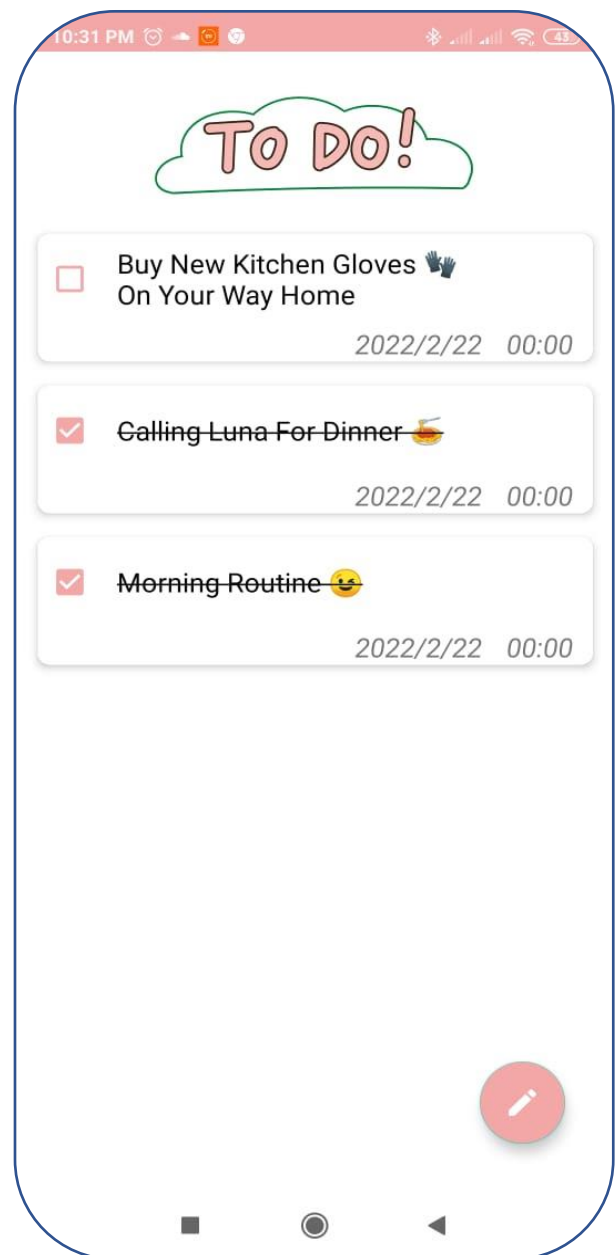 10:31 PM
43
TO DO!
Buy New Kitchen Gloves 🧤
On Your Way Home
2022/2/22 00:00
Calling Luna For Dinner 🍝
2022/2/22 00:00
Morning Routine 😉
2022/2/22 00:00